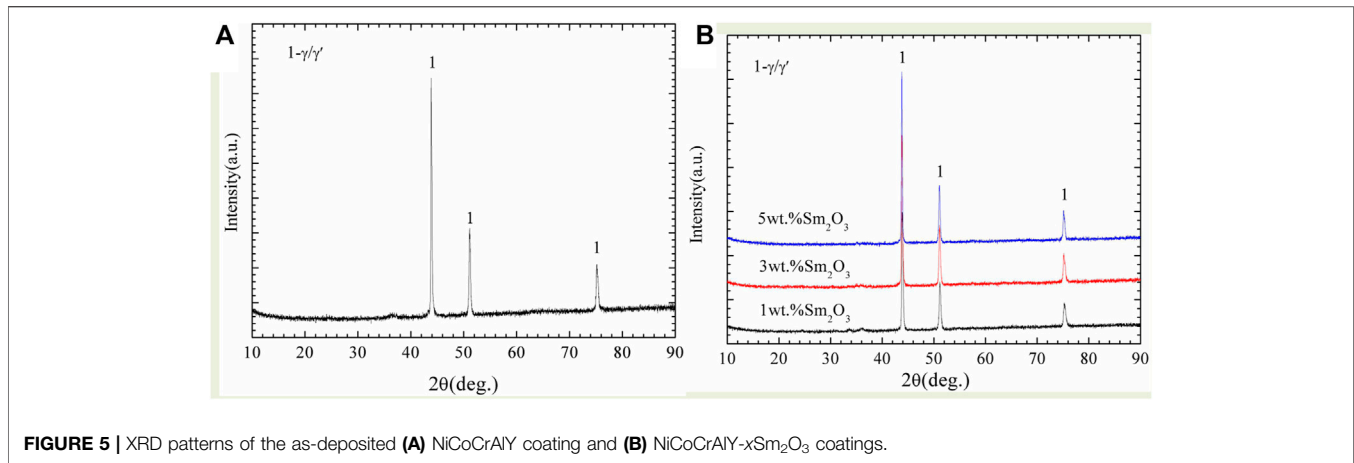 A
1-γ/γ′
1
1
1
Intensity(a.u.)
10 20 30 40 50 60 70 80 90
2θ(deg.)
B
1-γ/γ′
1
1
1
5wt.%Sm₂O₃
3wt.%Sm₂O₃
1wt.%Sm₂O₃
Intensity(a.u.)
10 20 30 40 50 60 70 80 90
2θ(deg.)
FIGURE 5 | XRD patterns of the as-deposited (A) NiCoCrAlY coating and (B) NiCoCrAlY-xSm₂O₃ coatings.